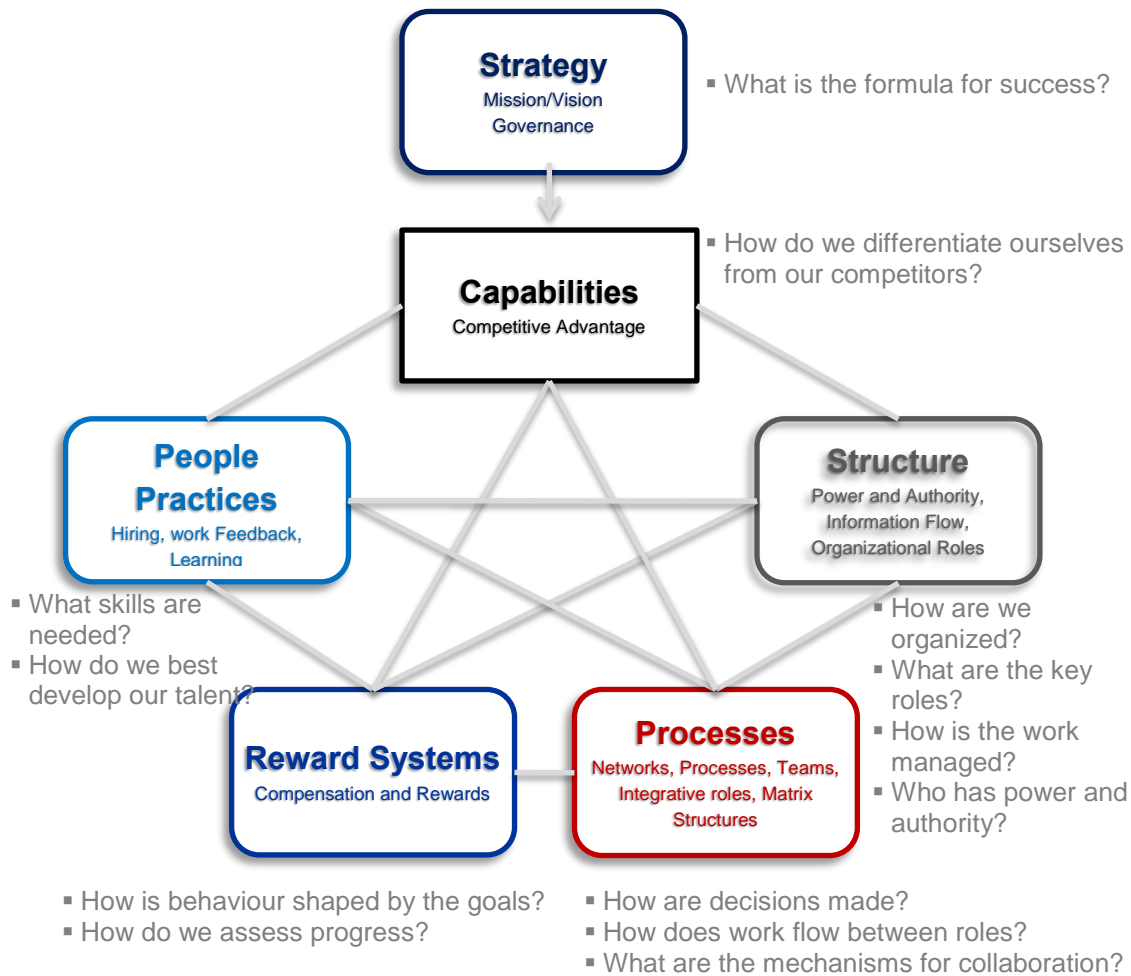 Strategy
Mission/Vision
Governance
▪ What is the formula for success?
Capabilities
Competitive Advantage
▪ How do we differentiate ourselves
from our competitors?
People
Practices
Hiring, work Feedback,
Learning
▪ What skills are
needed?
▪ How do we best
develop our talent?
Structure
Power and Authority,
Information Flow,
Organizational Roles
▪ How are we
organized?
▪ What are the key
roles?
▪ How is the work
managed?
▪ Who has power and
authority?
Reward Systems
Compensation and Rewards
▪ How is behaviour shaped by the goals?
▪ How do we assess progress?
Processes
Networks, Processes, Teams,
Integrative roles, Matrix
Structures
▪ How are decisions made?
▪ How does work flow between roles?
▪ What are the mechanisms for collaboration?